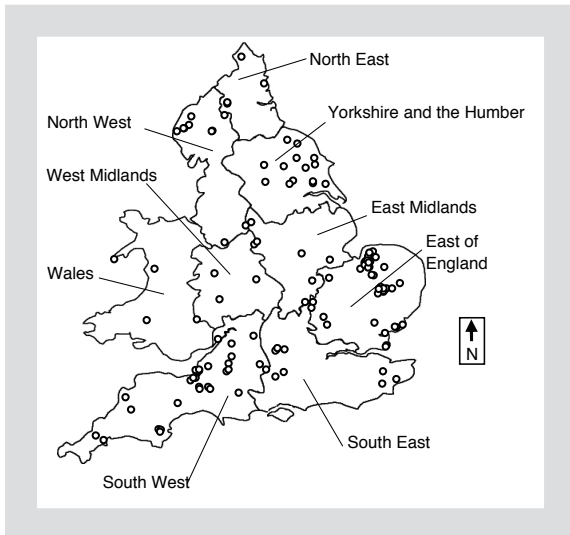 North East
Yorkshire and the Humber
North West
West Midlands
East Midlands
East of
England
Wales
N
South East
South West